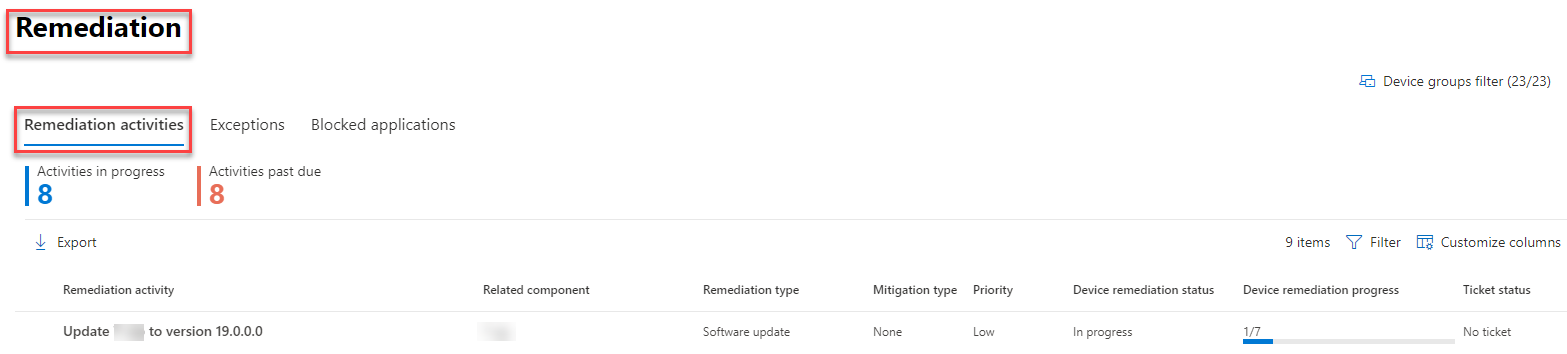 Remediation
Device groups filter (23/23)
Remediation activities Exceptions Blocked applications
Activities in progress Activities past due
8 8
Export 9 items Filter Customize columns
Remediation activity Related component Remediation type Mitigation type Priority Device remediation status Device remediation progress Ticket status
Update to version 19.0.0.0 Software update None Low In progress 1/7 No ticket